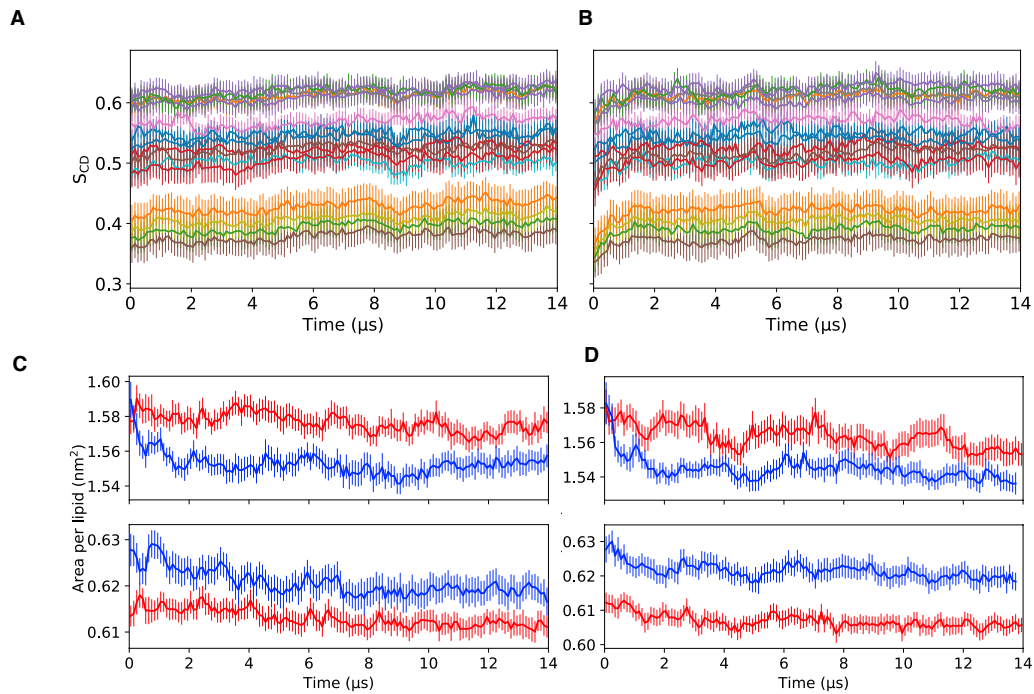 A
B
0.6
0.5
0.4
0.3
S_CD
0 2 4 6 8 10 12 14
Time (µs)
0 2 4 6 8 10 12 14
Time (µs)
C
D
1.60
1.58
1.56
1.54
1.58
1.56
1.54
Area per lipid (nm²)
0.63
0.62
0.61
0.63
0.62
0.61
0.60
0 2 4 6 8 10 12 14
Time (µs)
0 2 4 6 8 10 12 14
Time (µs)